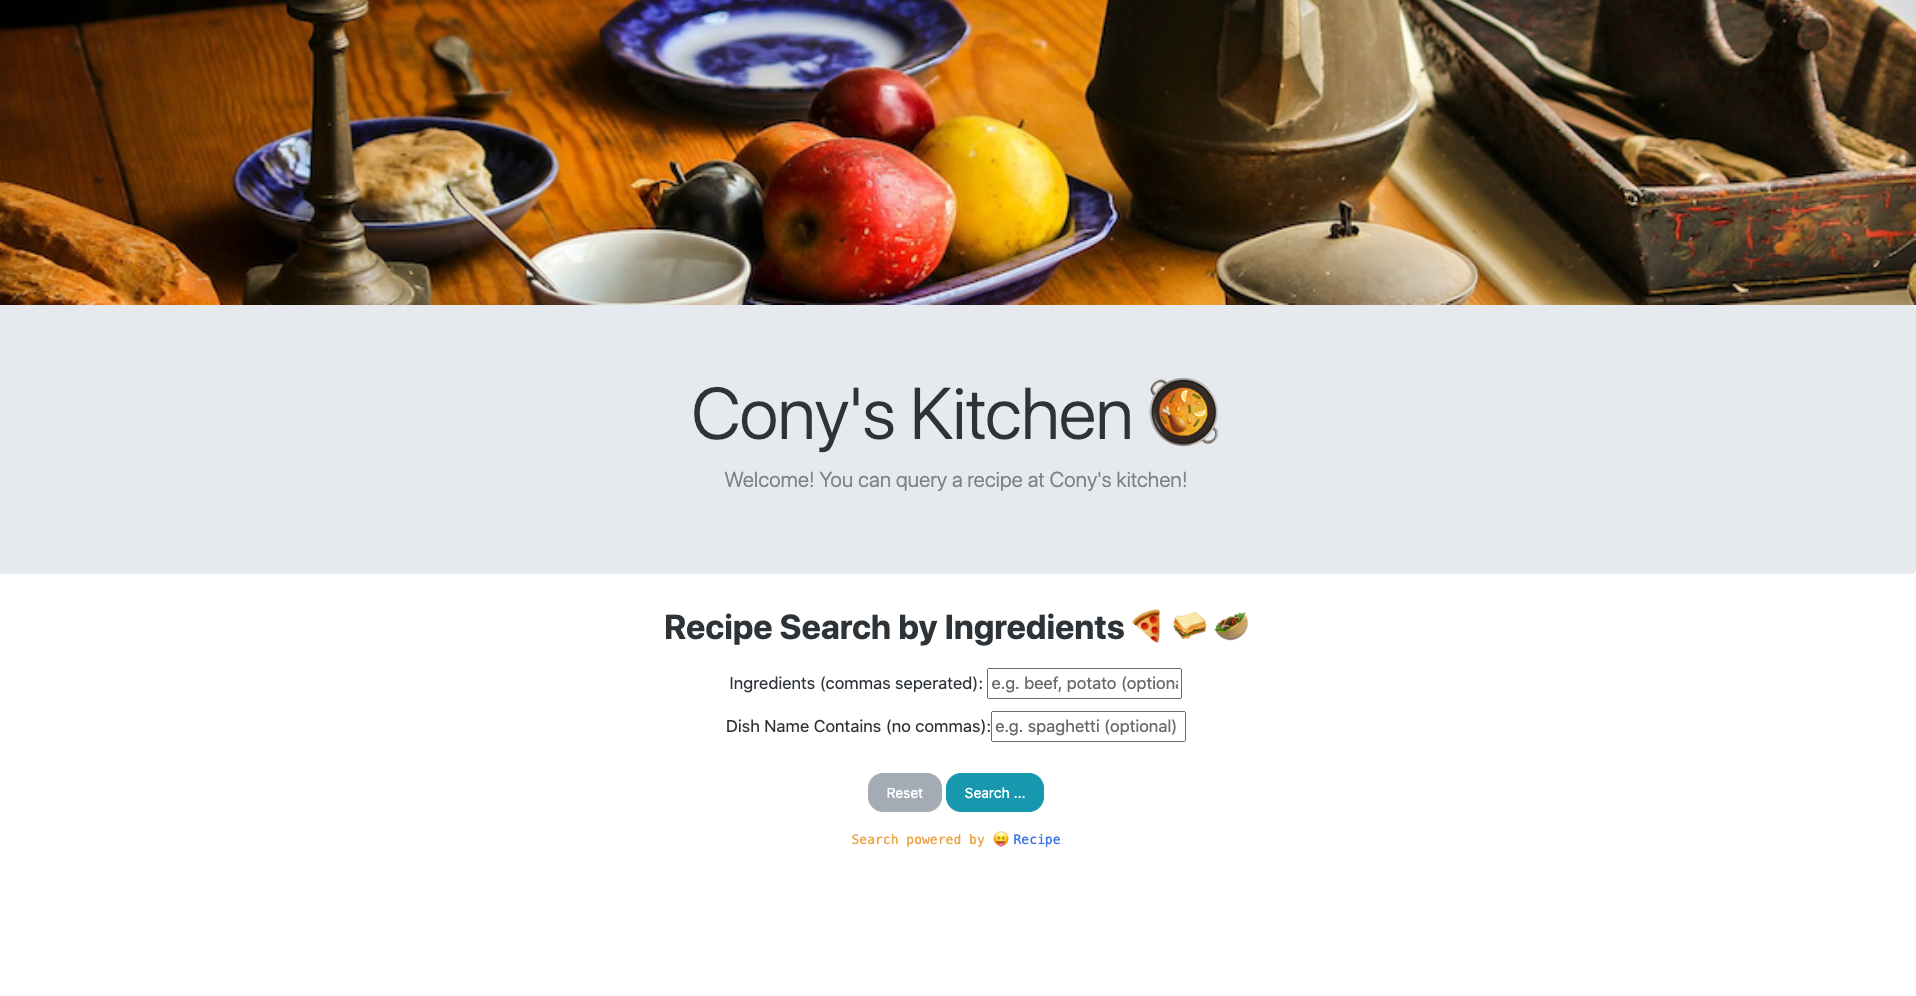 Cony's Kitchen 🥘
Welcome! You can query a recipe at Cony's kitchen!
Recipe Search by Ingredients 🍕 🥪 🥙
Ingredients (commas seperated): e.g. beef, potato (optiona
Dish Name Contains (no commas): e.g. spaghetti (optional)
Reset Search ...
Search powered by 😝 Recipe